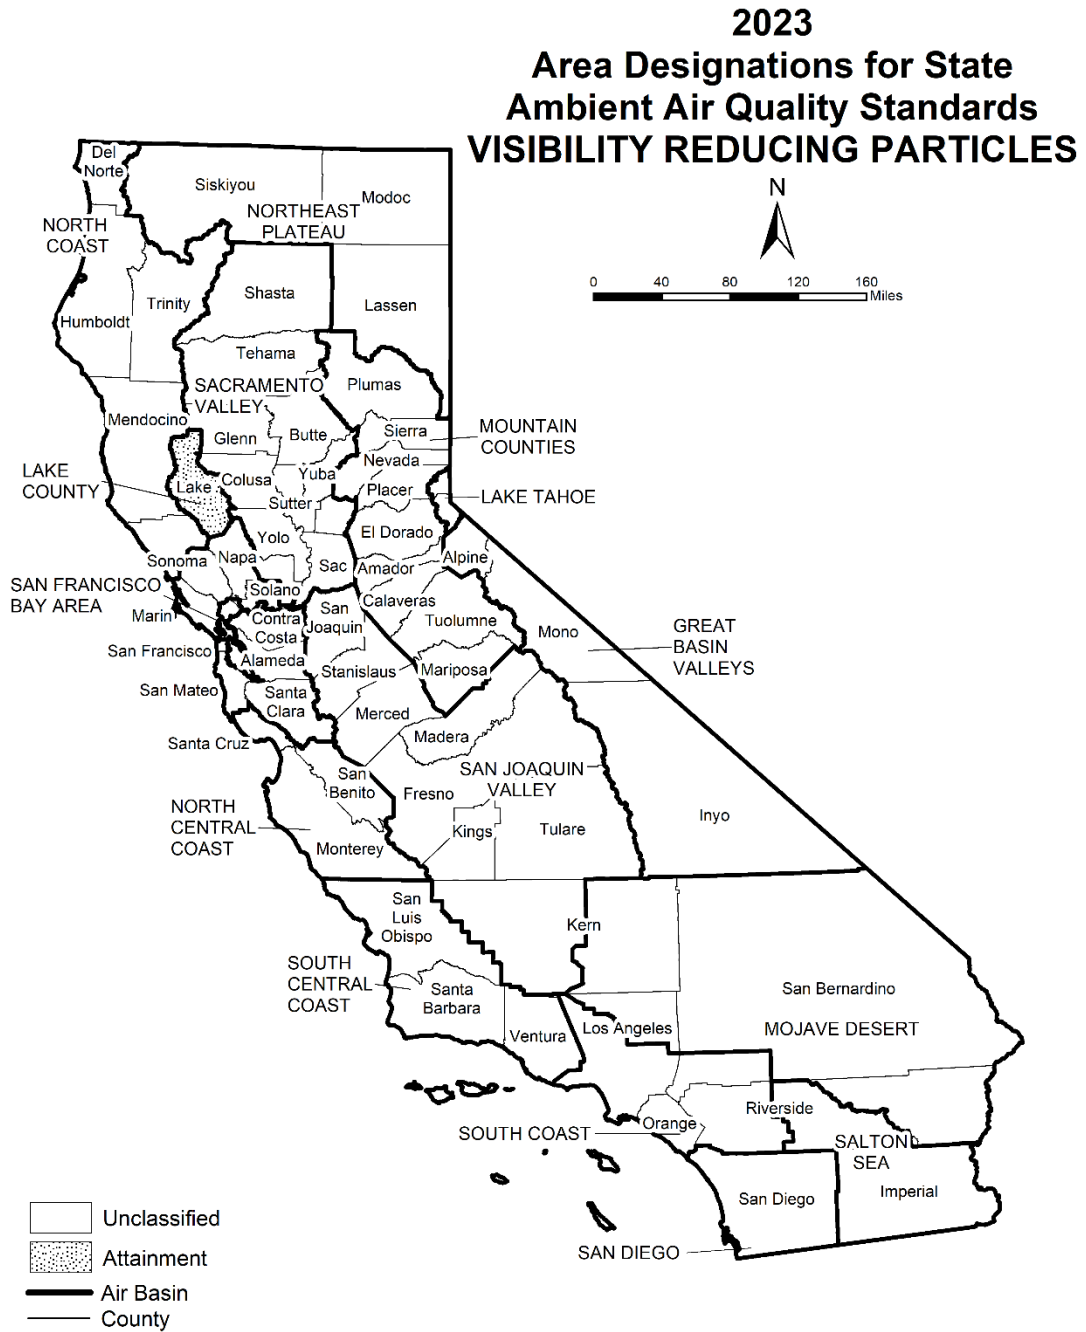 2023
Area Designations for State
Ambient Air Quality Standards
VISIBILITY REDUCING PARTICLES
N
0 40 80 120 160
Miles
Del
Norte
Siskiyou
Modoc
NORTHEAST
PLATEAU
NORTH
COAST
Shasta
Trinity
Lassen
Humboldt
Tehama
Plumas
SACRAMENTO
VALLEY
Mendocino
Glenn
Butte
Sierra
MOUNTAIN
COUNTIES
Nevada
LAKE
COUNTY
Lake
Colusa
Yuba
Placer
LAKE TAHOE
Sutter
El Dorado
Yolo
Sonoma
Napa
Sac
Amador
Alpine
SAN FRANCISCO
BAY AREA
Solano
Calaveras
Marin
Contra
Costa
San
Joaquin
Tuolumne
Mono
GREAT
BASIN
VALLEYS
San Francisco
Alameda
Stanislaus
Mariposa
San Mateo
Santa
Clara
Merced
Santa Cruz
Madera
San
Benito
SAN JOAQUIN
VALLEY
Fresno
NORTH
CENTRAL
COAST
Kings
Tulare
Inyo
Monterey
San
Luis
Obispo
Kern
SOUTH
CENTRAL
COAST
Santa
Barbara
San Bernardino
Ventura
Los Angeles
MOJAVE DESERT
Riverside
Orange
SOUTH COAST
SALTON
SEA
San Diego
Imperial
SAN DIEGO
Unclassified
Attainment
Air Basin
County